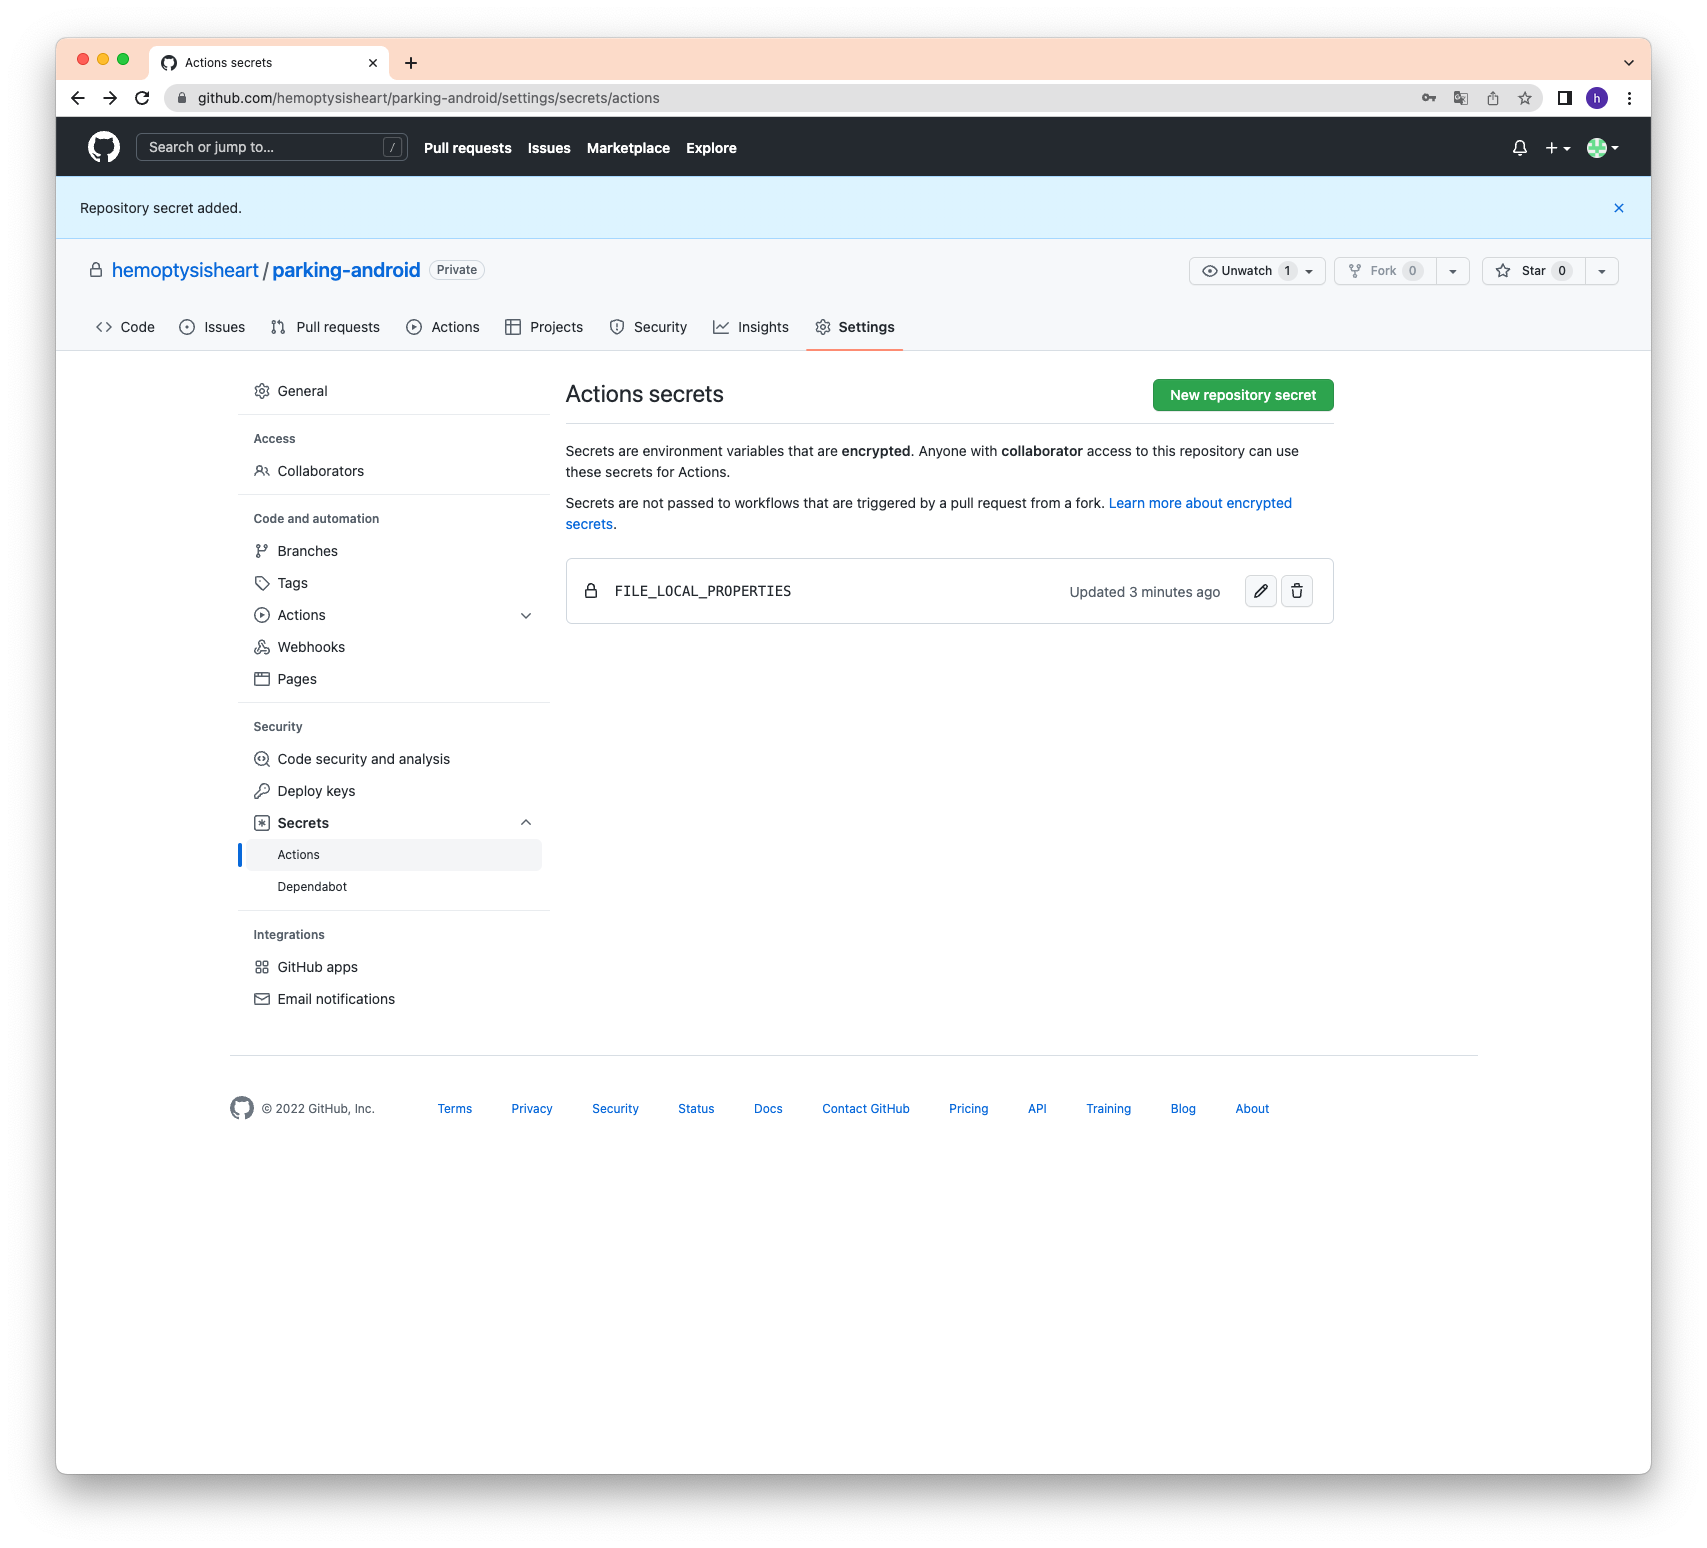 Actions secrets
github.com/hemoptysisheart/parking-android/settings/secrets/actions
h
Search or jump to...
/
Pull requests
Issues
Marketplace
Explore
Repository secret added.
hemoptysisheart / parking-android
Private
Unwatch 1
Fork 0
Star 0
Code
Issues
Pull requests
Actions
Projects
Security
Insights
Settings
General
Access
Collaborators
Code and automation
Branches
Tags
Actions
Webhooks
Pages
Security
Code security and analysis
Deploy keys
Secrets
Actions
Dependabot
Integrations
GitHub apps
Email notifications
Actions secrets
New repository secret
Secrets are environment variables that are encrypted. Anyone with collaborator access to this repository can use
these secrets for Actions.
Secrets are not passed to workflows that are triggered by a pull request from a fork. Learn more about encrypted
secrets.
FILE_LOCAL_PROPERTIES
Updated 3 minutes ago
© 2022 GitHub, Inc.
Terms
Privacy
Security
Status
Docs
Contact GitHub
Pricing
API
Training
Blog
About